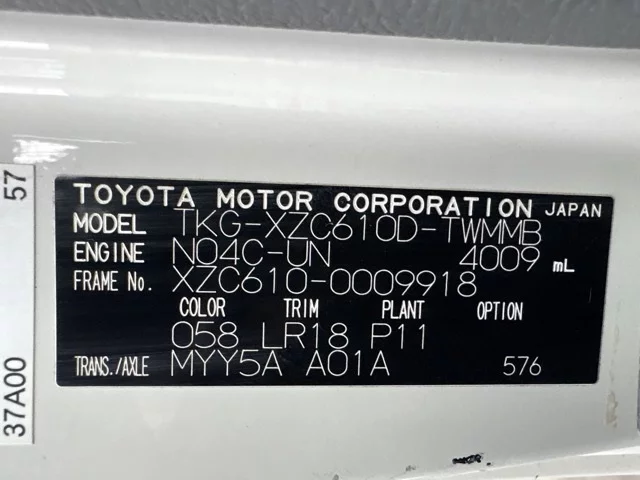 TOYOTA MOTOR CORPORATION JAPAN
MODEL TKG-XZC610D-TWMMB
ENGINE N04C-UN 4009 mL
FRAME No. XZC610-0009918
COLOR TRIM PLANT OPTION
058 LR18 P11
TRANS./AXLE MYY5A A01A 576
37A00 57